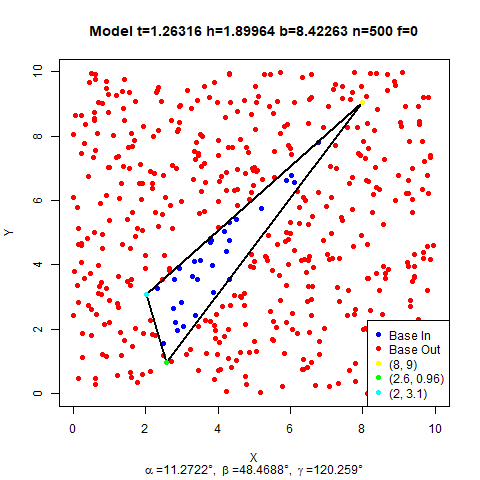 Model t=1.26316 h=1.89964 b=8.42263 n=500 f=0
Y
10
8
6
4
2
0
0 2 4 6 8 10
Base In
Base Out
(8, 9)
(2.6, 0.96)
(2, 3.1)
X
α=11.2722°, β=48.4688°, γ=120.259°